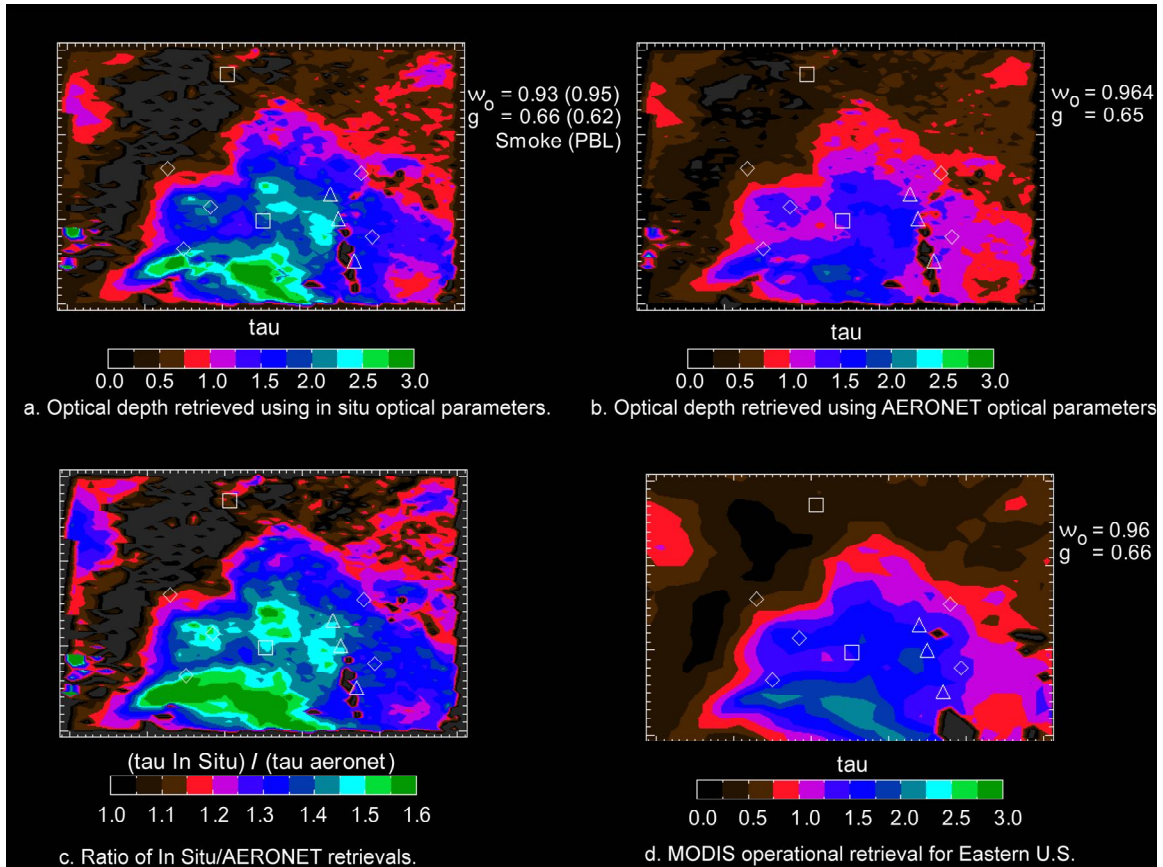 w₀ = 0.93 (0.95)
g = 0.66 (0.62)
Smoke (PBL)
tau
0.0 0.5 1.0 1.5 2.0 2.5 3.0
a. Optical depth retrieved using in situ optical parameters.
w₀ = 0.964
g = 0.65
tau
0.0 0.5 1.0 1.5 2.0 2.5 3.0
b. Optical depth retrieved using AERONET optical parameters
(tau In Situ) / (tau aeronet)
1.0 1.1 1.2 1.3 1.4 1.5 1.6
c. Ratio of In Situ/AERONET retrievals.
w₀ = 0.96
g = 0.66
tau
0.0 0.5 1.0 1.5 2.0 2.5 3.0
d. MODIS operational retrieval for Eastern U.S.